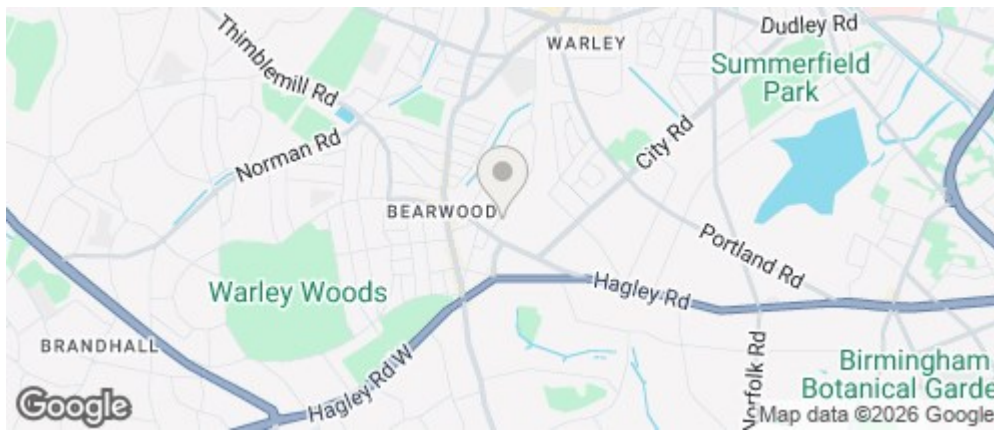 Dudley Rd
Thimblemill Rd
WARLEY
Summerfield
Park
City Rd
Norman Rd
BEARWOOD
Portland Rd
Warley Woods
Hagley Rd
BRANDHALL
Norfolk Rd
Birmingham
Botanical Garde
Hagley Rd W
Google
Map data ©2026 Google